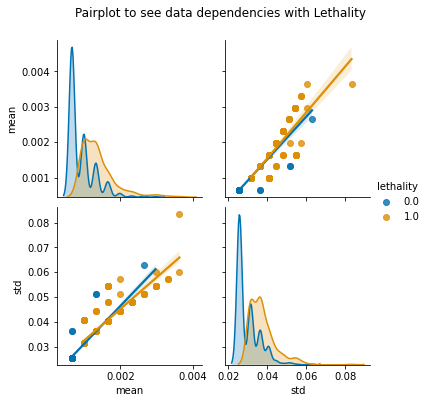 Pairplot to see data dependencies with Lethality
0.004
0.003
0.002
0.001
mean
lethality
0.0
1.0
0.08
0.07
0.06
0.05
0.04
0.03
std
0.002 0.004
mean
0.02 0.04 0.06 0.08
std